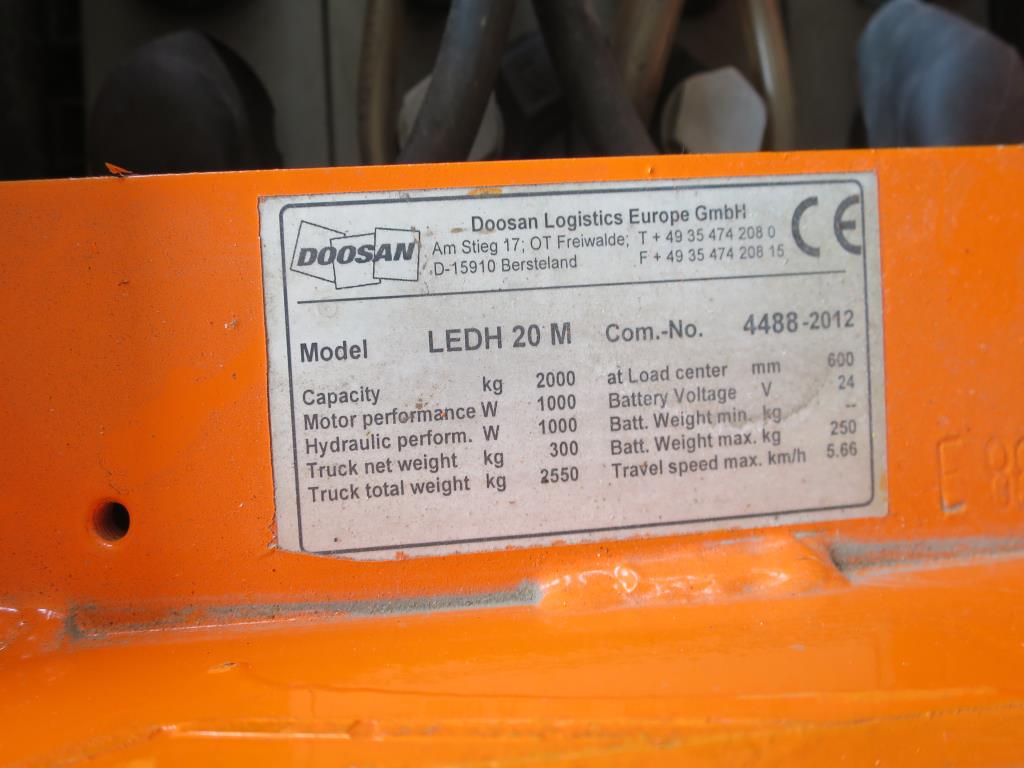 DOOSAN
Doosan Logistics Europe GmbH
Am Stieg 17; OT Freiwalde; T + 49 35 474 208 0
D-15910 Bersteland F + 49 35 474 208 15
CE
Model LEDH 20 M Com.-No. 4488-2012
Capacity kg 2000 at Load center mm 600
Motor performance W 1000 Battery Voltage V 24
Hydraulic perform. W 1000 Batt. Weight min. kg --
Truck net weight kg 300 Batt. Weight max. kg 250
Truck total weight kg 2550 Travel speed max. km/h 5.66